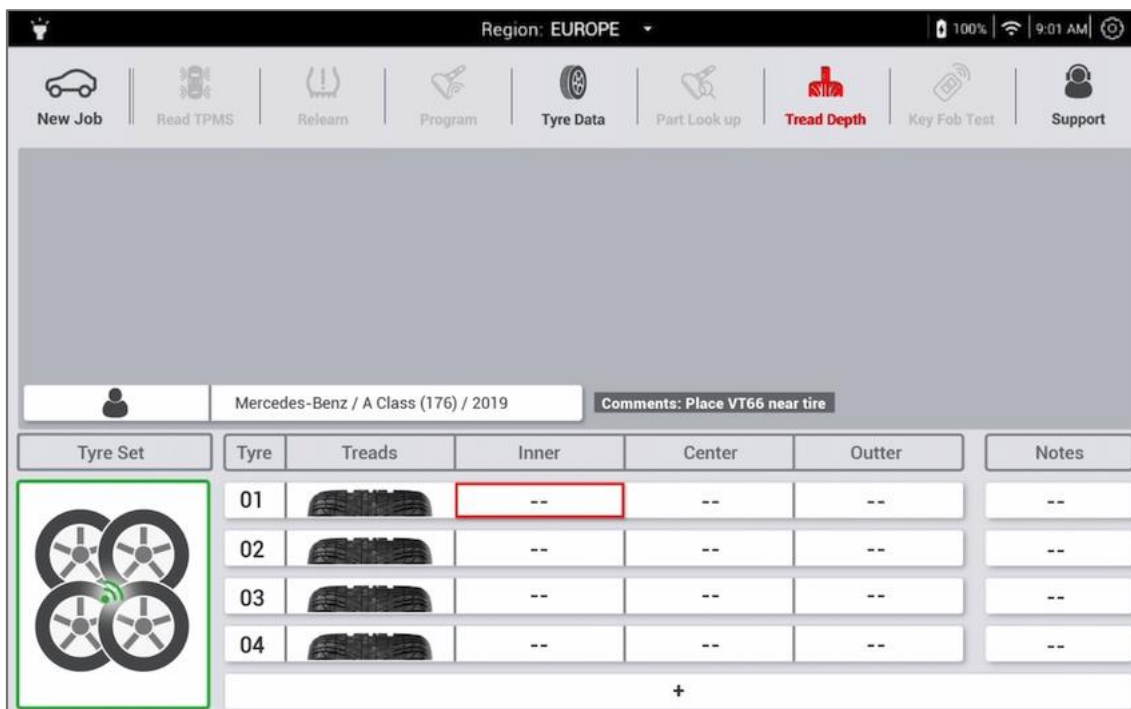 Region: EUROPE 100% 9:01 AM
New Job Read TPMS Relearn Program Tyre Data Part Look up Tread Depth Key Fob Test Support
Mercedes-Benz / A Class (176) / 2019 Comments: Place VT66 near tire
Tyre Set Tyre Treads Inner Center Outter Notes
01 -- -- -- --
02 -- -- -- --
03 -- -- -- --
04 -- -- -- --
+